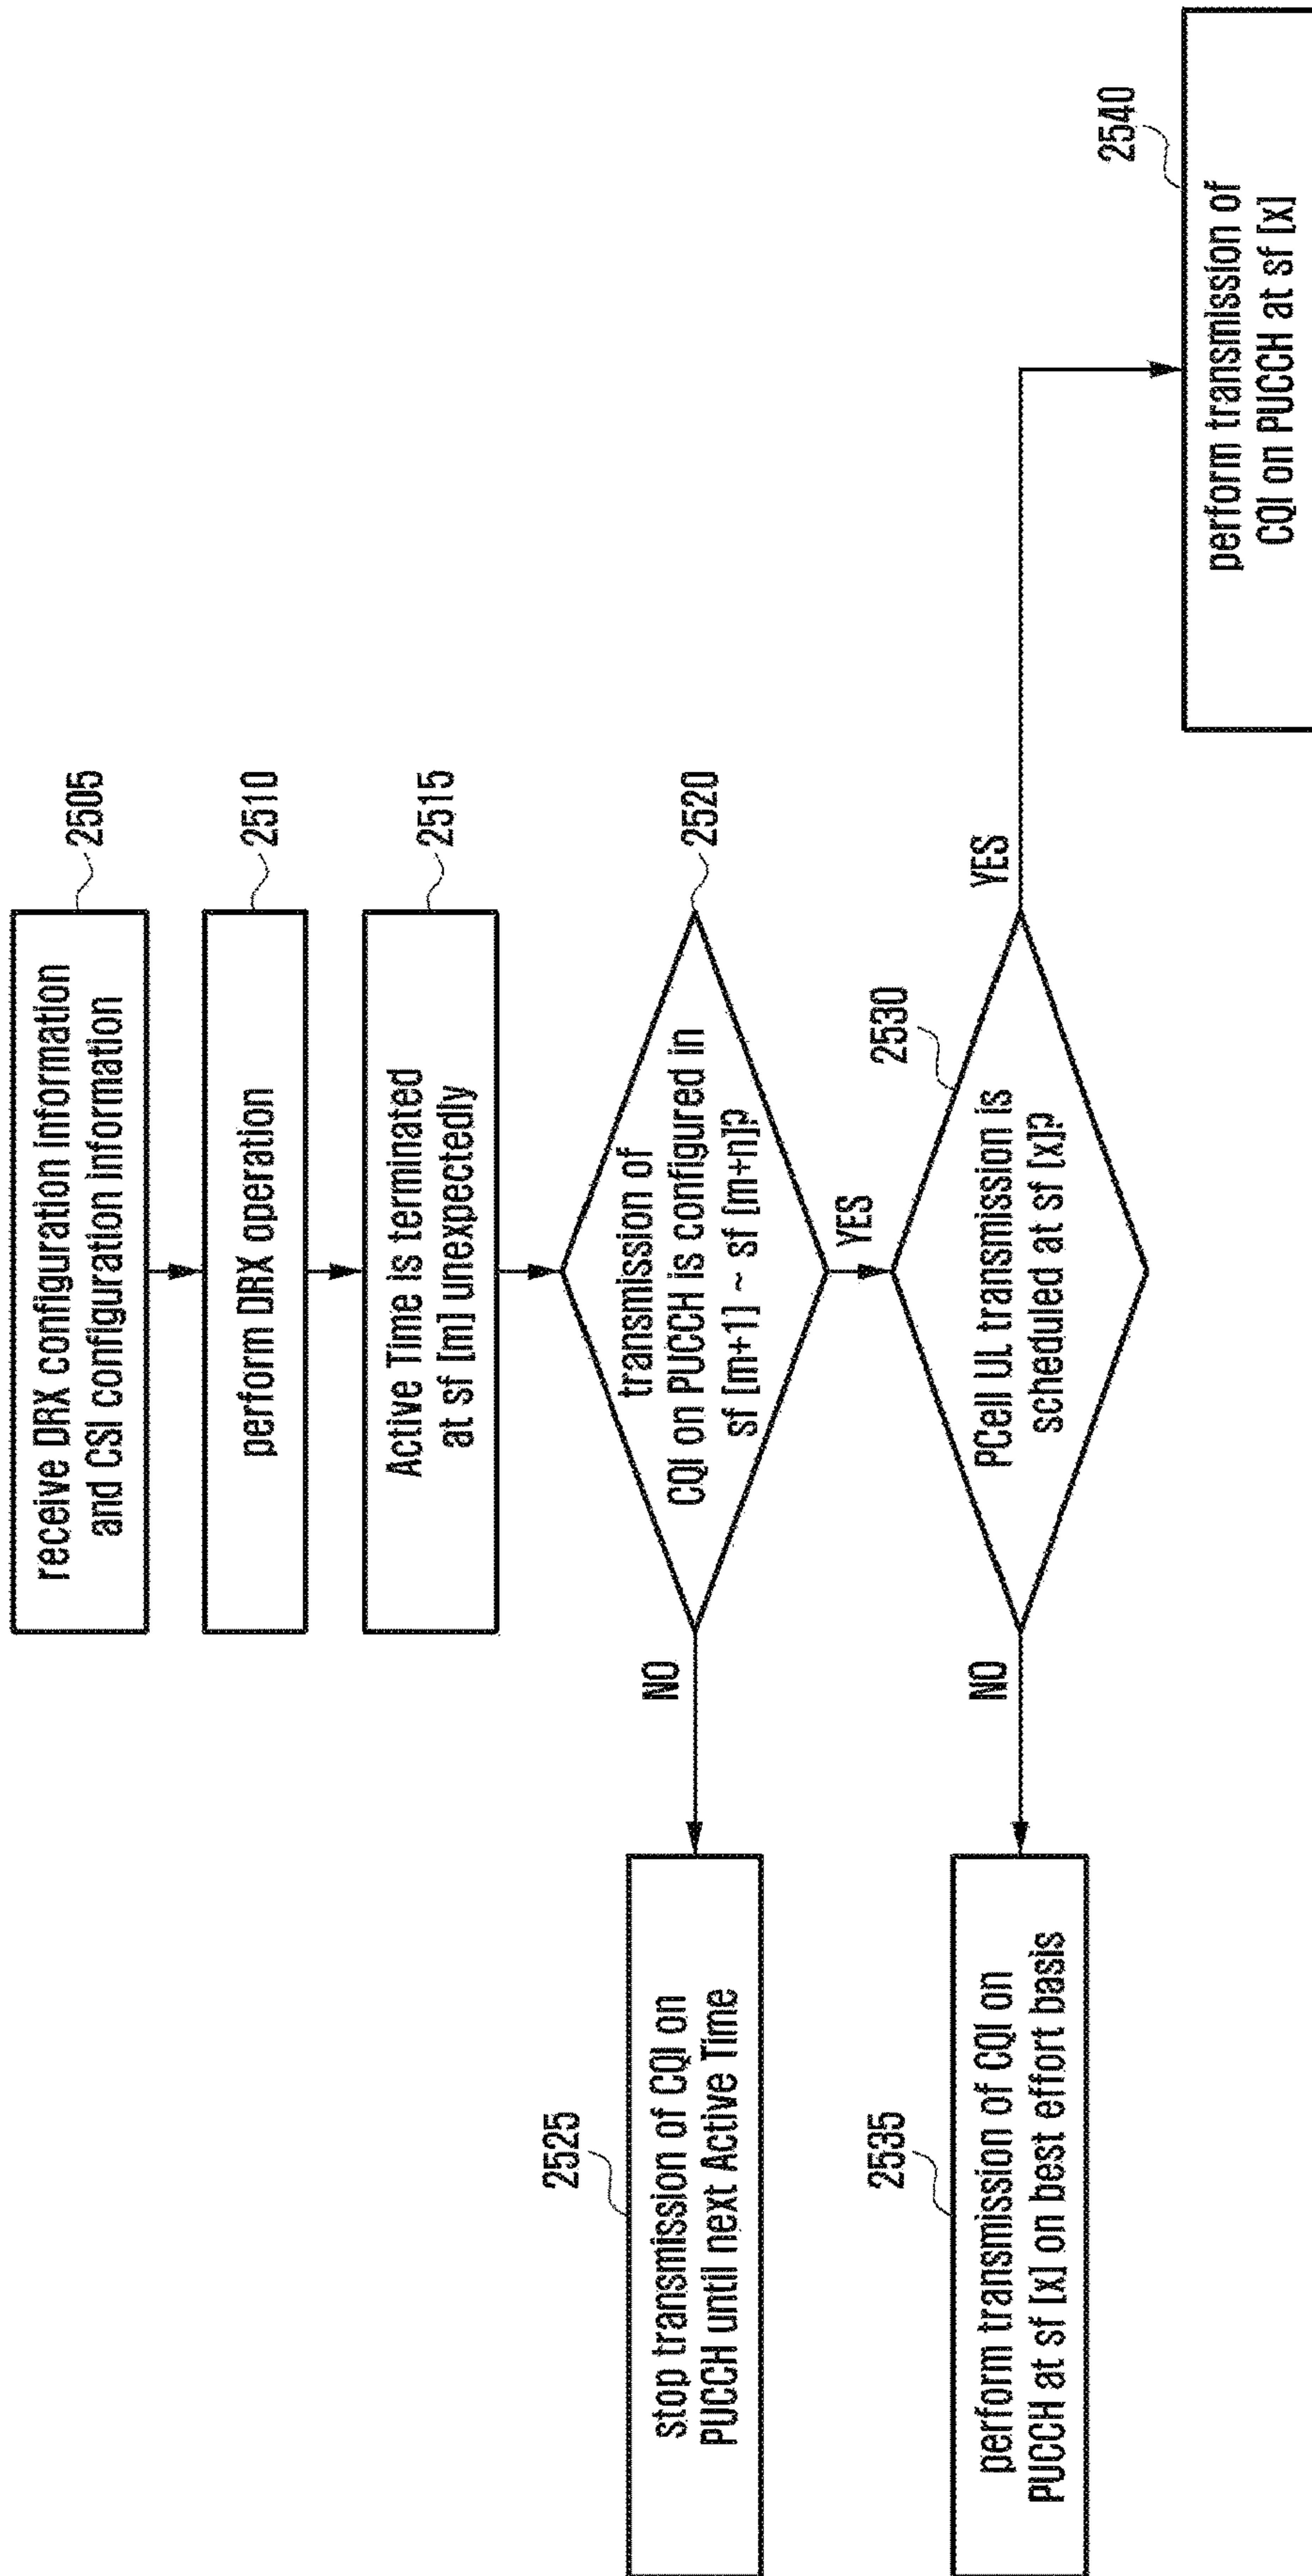 2505
receive DRX configuration information
and CSI configuration information
2510
perform DRX operation
2515
Active Time is terminated
at sf [m] unexpectedly
2520
transmission of
CQI on PUCCH is configured in
sf [m+1] ~ sf [m+n]?
NO
YES
2525
stop transmission of CQI on
PUCCH until next Active Time
2530
PCell UL transmission is
scheduled at sf [x]?
NO
YES
2535
perform transmission of CQI on
PUCCH at sf [x] on best effort basis
2540
perform transmission of
CQI on PUCCH at sf [x]